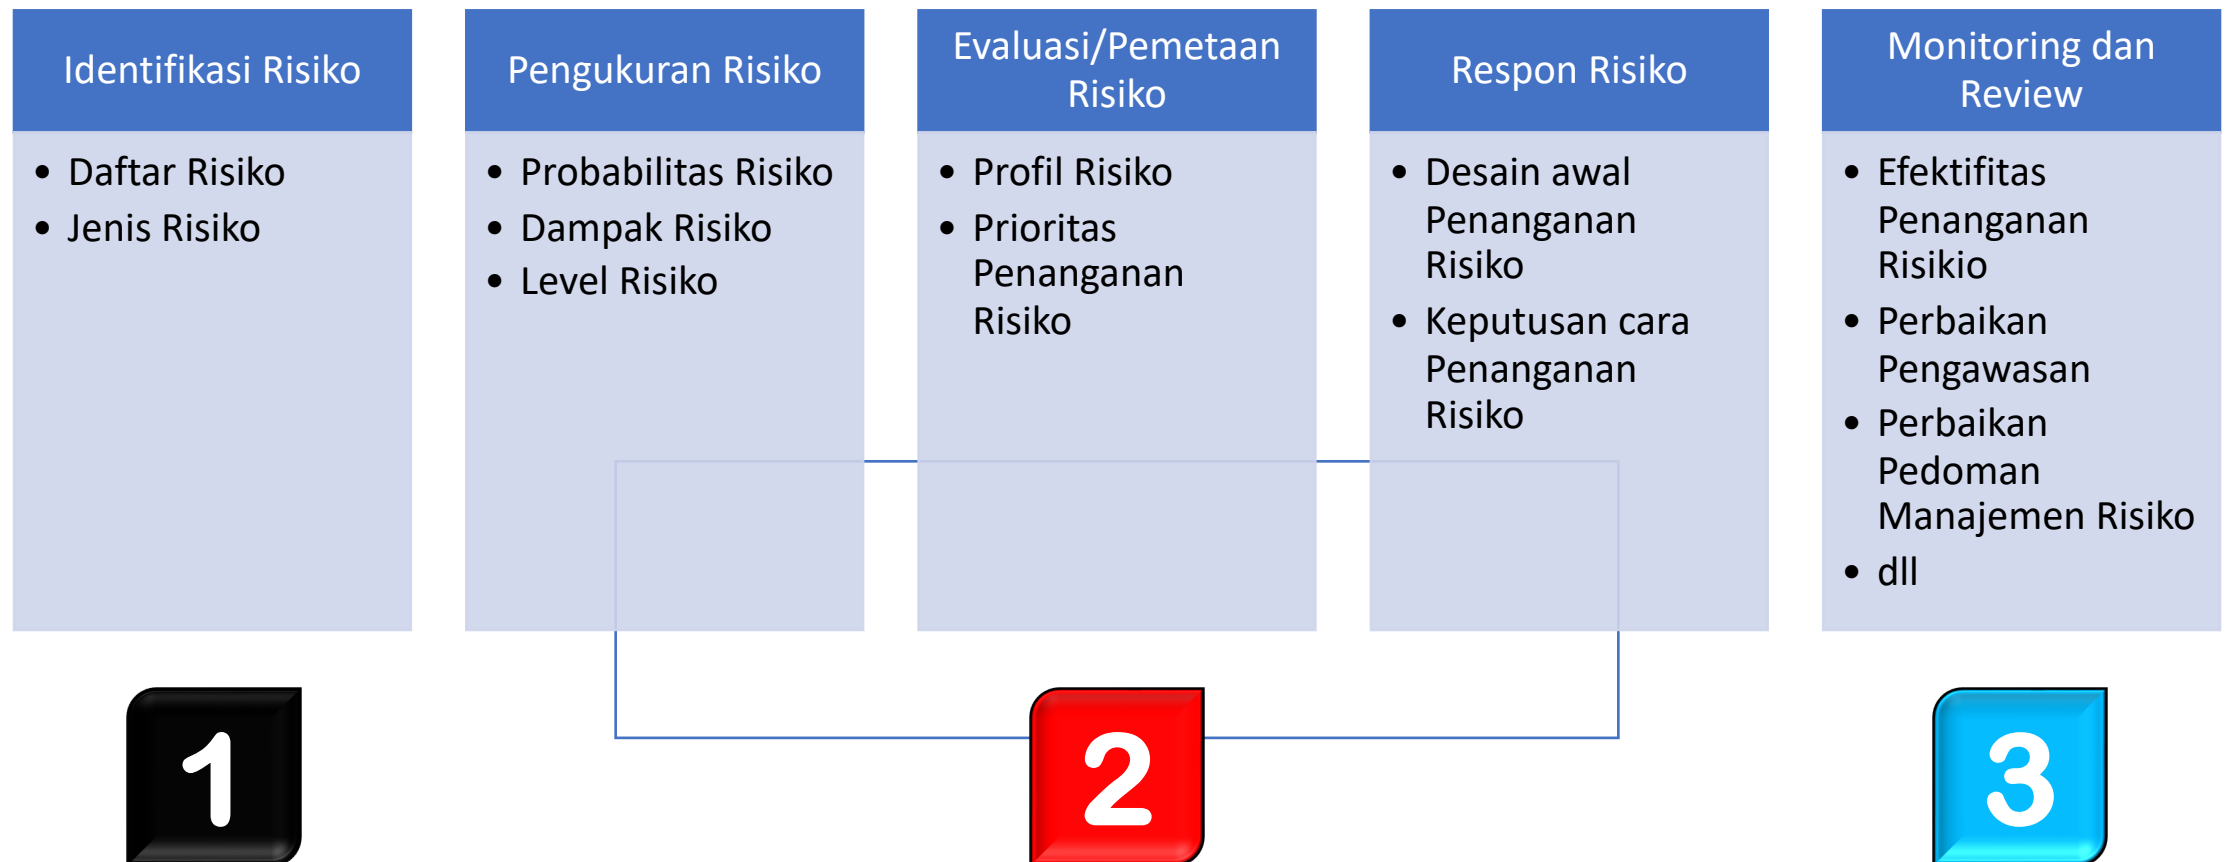 Identifikasi Risiko
• Daftar Risiko
• Jenis Risiko
Pengukuran Risiko
• Probabilitas Risiko
• Dampak Risiko
• Level Risiko
Evaluasi/Pemetaan
Risiko
• Profil Risiko
• Prioritas
Penanganan
Risiko
Respon Risiko
• Desain awal
Penanganan
Risiko
• Keputusan cara
Penanganan
Risiko
Monitoring dan
Review
• Efektifitas
Penanganan
Risikio
• Perbaikan
Pengawasan
• Perbaikan
Pedoman
Manajemen Risiko
• dll
1
2
3